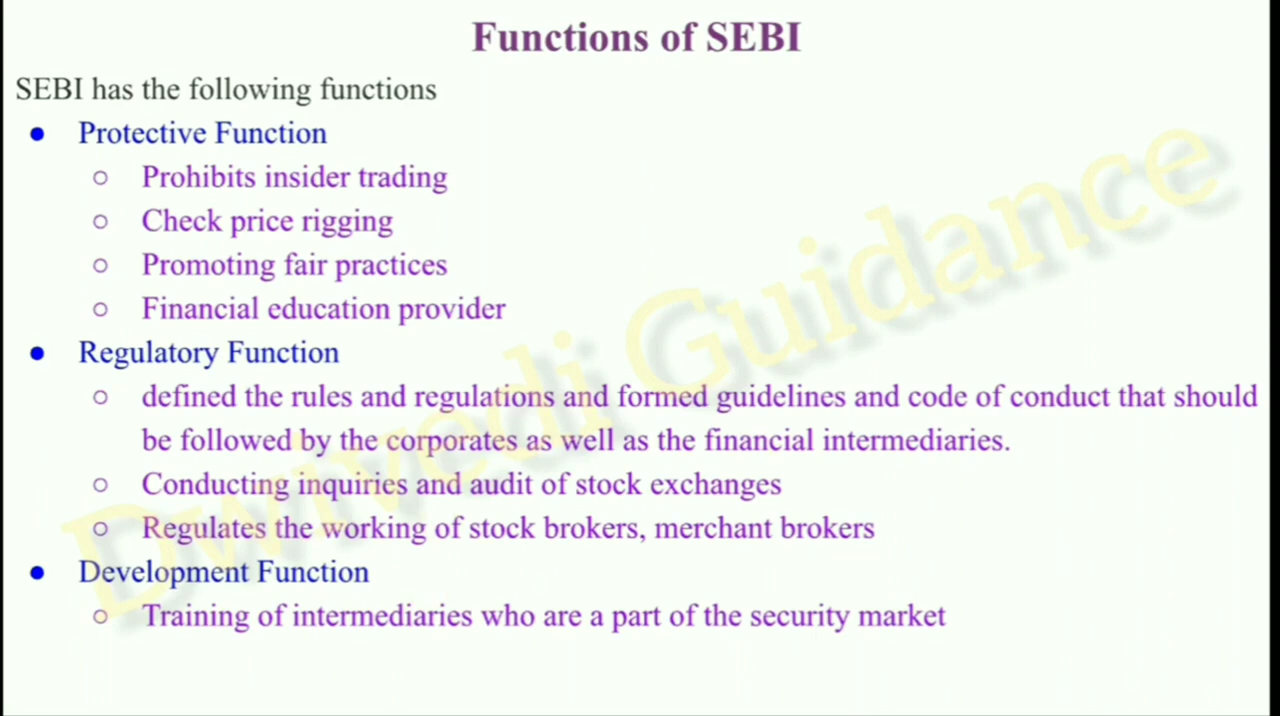 Functions of SEBI
SEBI has the following functions
● Protective Function
○ Prohibits insider trading
○ Check price rigging
○ Promoting fair practices
○ Financial education provider
● Regulatory Function
○ defined the rules and regulations and formed guidelines and code of conduct that should
be followed by the corporates as well as the financial intermediaries.
○ Conducting inquiries and audit of stock exchanges
○ Regulates the working of stock brokers, merchant brokers
● Development Function
○ Training of intermediaries who are a part of the security market
Dwivedi Guidance